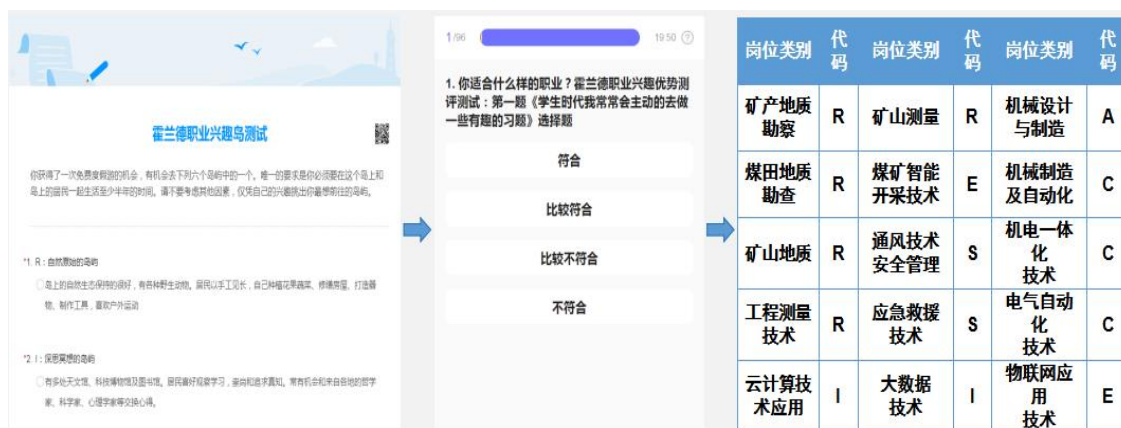 霍兰德职业兴趣岛测试
你获得了一次免费度假游的机会，有机会去下列六个岛屿中的一个。唯一的要求是你必须要在这个岛上和
岛上的居民一起生活至少半年的时间。请不要考虑其他因素，仅凭自己的兴趣挑出你最想前往的岛屿。
*1. R：自然原始的岛屿
岛上的自然生态保持的很好，有各种野生动物。居民以手工见长，自己种植花果蔬菜、修缮房屋、打造器
物、制作工具，喜欢户外运动
*2. I：深思冥想的岛屿
有多处天文馆、科技博物馆及图书馆。居民喜好观察学习，崇尚和追求真知。常有机会和来自各地的哲学
家、科学家、心理学家等交换心得。
1/96 19:50
1. 你适合什么样的职业？霍兰德职业兴趣优势测
评测试：第一题《学生时代我常常会主动的去做
一些有趣的习题》选择题
符合
比较符合
比较不符合
不符合
岗位类别 代码 岗位类别 代码 岗位类别 代码
矿产地质勘察 R 矿山测量 R 机械设计与制造 A
煤田地质勘查 R 煤矿智能开采技术 E 机械制造及自动化 C
矿山地质 R 通风技术安全管理 S 机电一体化技术 C
工程测量技术 R 应急救援技术 S 电气自动化技术 C
云计算技术应用 I 大数据技术 I 物联网应用技术 E